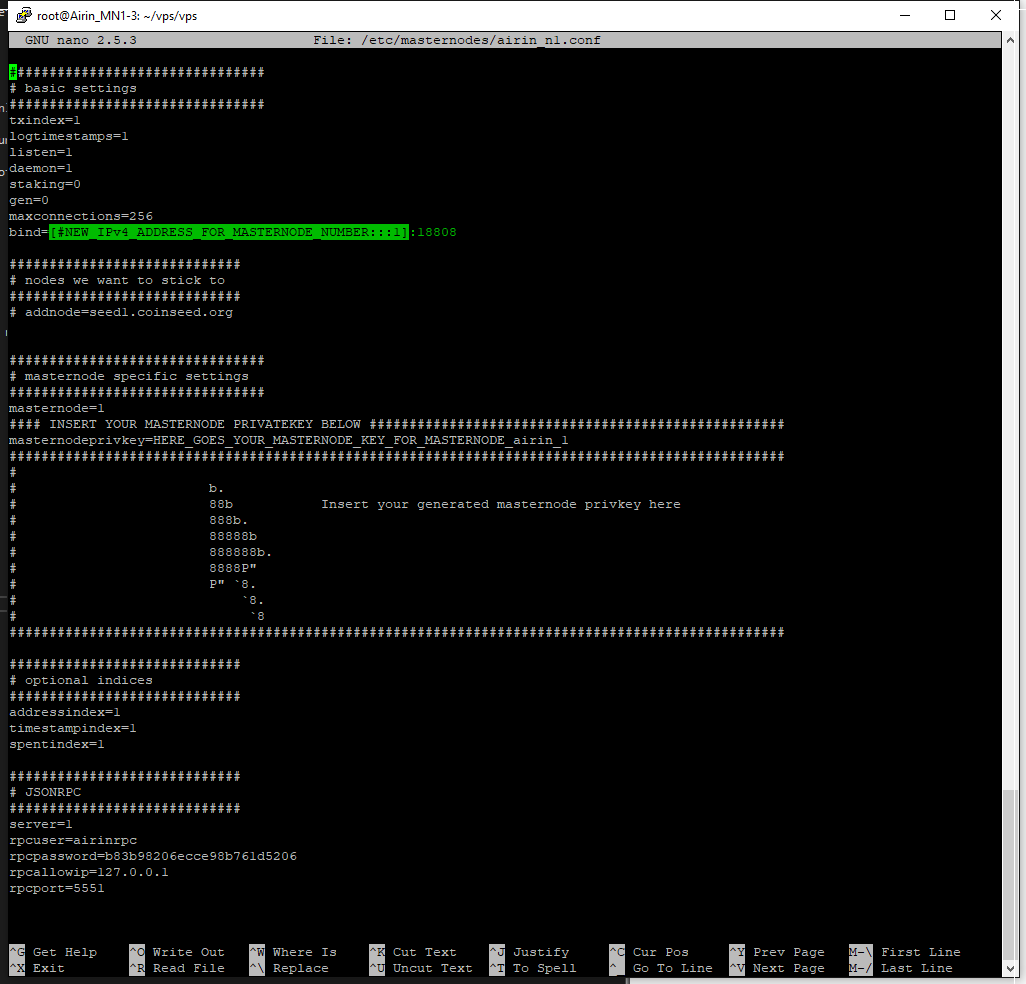 root@Airin_MN1-3: ~/vps/vps
GNU nano 2.5.3 File: /etc/masternodes/airin_n1.conf
################################
# basic settings
################################
txindex=1
logtimestamps=1
listen=1
daemon=1
staking=0
gen=0
maxconnections=256
bind=[#NEW_IPv4_ADDRESS_FOR_MASTERNODE_NUMBER:::1]:18808
#############################
# nodes we want to stick to
#############################
# addnode=seed1.coinseed.org
################################
# masternode specific settings
################################
masternode=1
#### INSERT YOUR MASTERNODE PRIVATEKEY BELOW ####################################################
masternodeprivkey=HERE_GOES_YOUR_MASTERNODE_KEY_FOR_MASTERNODE_airin_1
#################################################################################################
#
# b.
# 88b Insert your generated masternode privkey here
# 888b.
# 88888b
# 888888b.
# 8888P"
# P" `8.
# `8.
# `8
#################################################################################################
#############################
# optional indices
#############################
addressindex=1
timestampindex=1
spentindex=1
#############################
# JSONRPC
#############################
server=1
rpcuser=airinrpc
rpcpassword=b83b98206ecce98b761d5206
rpcallowip=127.0.0.1
rpcport=5551
^G Get Help ^O Write Out ^W Where Is ^K Cut Text ^J Justify ^C Cur Pos ^Y Prev Page M-\ First Line
^X Exit ^R Read File ^\ Replace ^U Uncut Text ^T To Spell ^_ Go To Line ^V Next Page M-/ Last Line